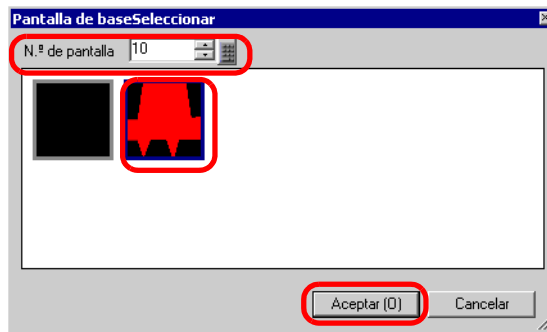 Pantalla de baseSeleccionar
N.º de pantalla 10
Aceptar (O) Cancelar